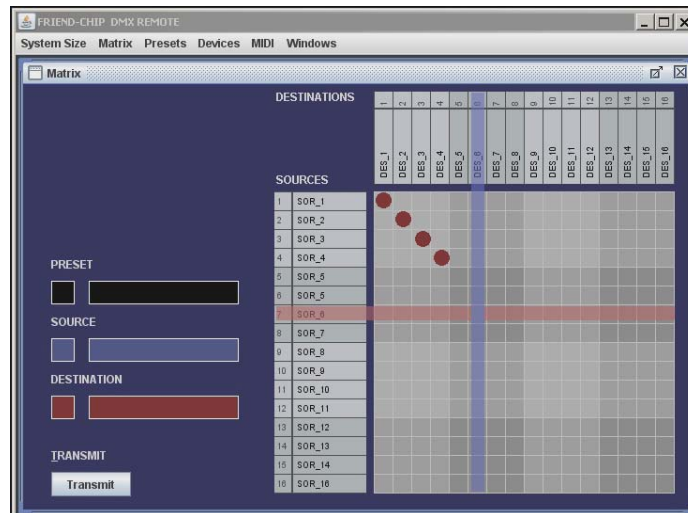 FRIEND-CHIP DMX REMOTE
System Size Matrix Presets Devices MIDI Windows
Matrix
DESTINATIONS
1 2 3 4 5 6 7 8 9 10 11 12 13 14 15 16
DES_1 DES_2 DES_3 DES_4 DES_5 DES_6 DES_7 DES_8 DES_9 DES_10 DES_11 DES_12 DES_13 DES_14 DES_15 DES_16
SOURCES
1 SOR_1
2 SOR_2
3 SOR_3
4 SOR_4
5 SOR_5
6 SOR_5
7 SOR_6
8 SOR_7
9 SOR_8
10 SOR_9
11 SOR_10
12 SOR_11
13 SOR_12
14 SOR_13
15 SOR_14
16 SOR_16
PRESET
SOURCE
DESTINATION
TRANSMIT
Transmit